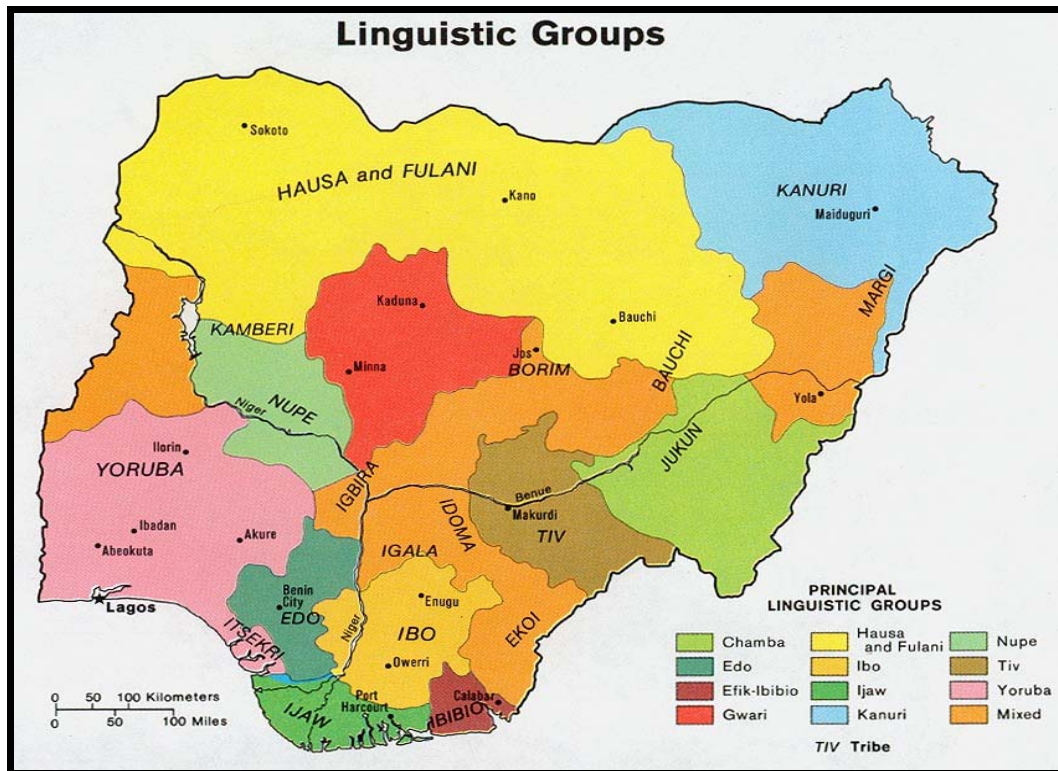 Linguistic Groups
Sokoto
HAUSA and FULANI
Kano
KANURI
Maiduguri
MARGI
Kaduna
KAMBERI
Bauchi
Jos
BORIM
BAUCHI
Minna
Yola
Niger
NUPE
Ilorin
YORUBA
JUKUN
IGBIRA
Benue
Makurdi
IDOMA
TIV
Ibadan
Abeokuta
Akure
IGALA
Lagos
Benin
City
EDO
Enugu
Niger
IBO
EKOI
ITSEKRI
Owerri
Port
Harcourt
Calabar
IBIBIO
IJAW
0 50 100 Kilometers
0 50 100 Miles
PRINCIPAL
LINGUISTIC GROUPS
Chamba
Edo
Efik-Ibibio
Gwari
Hausa
and Fulani
Ibo
Ijaw
Kanuri
Nupe
Tiv
Yoruba
Mixed
TIV Tribe